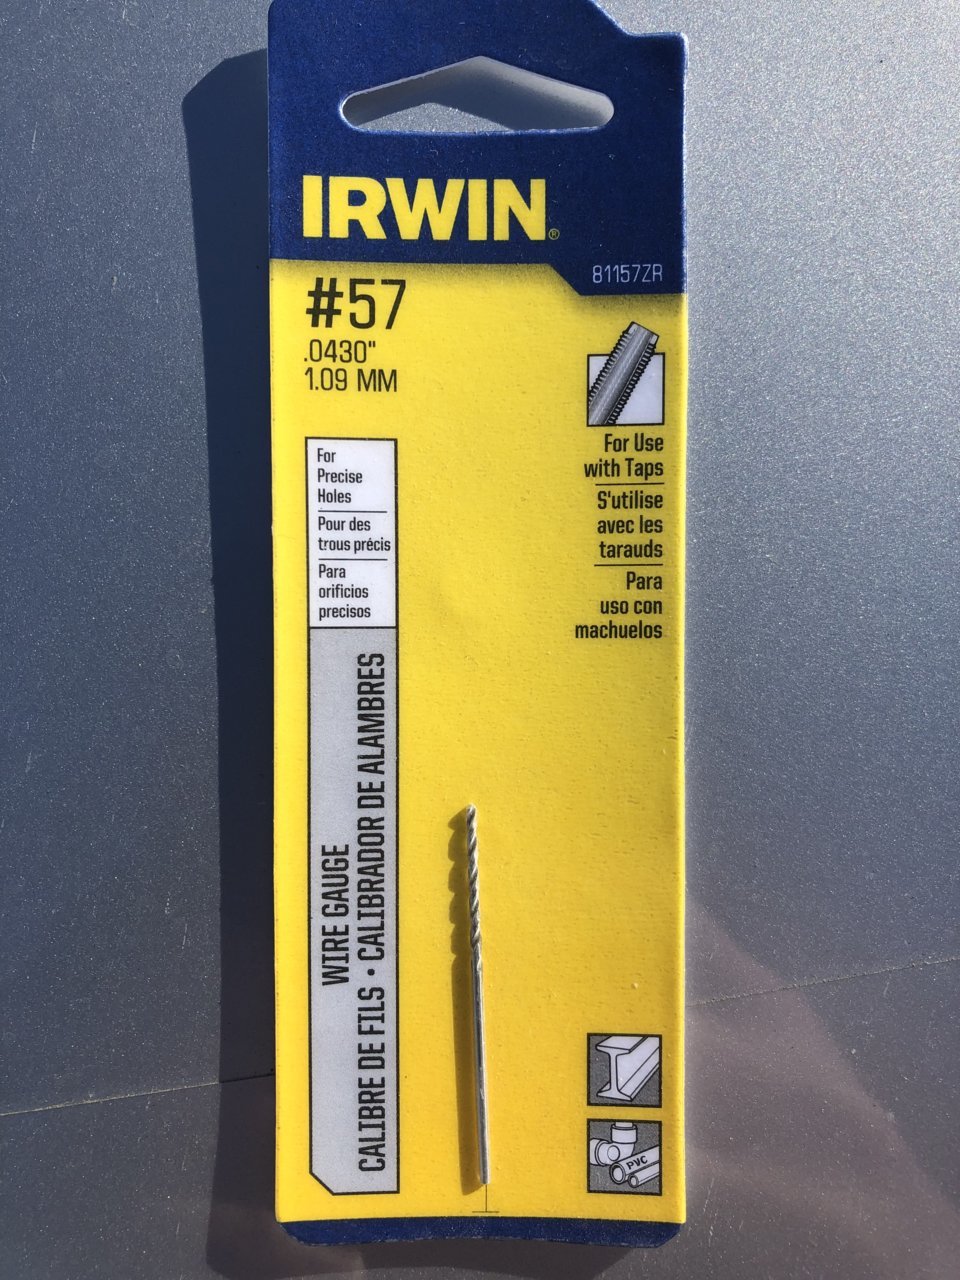 IRWIN®
81157ZR
#57
.0430"
1.09 MM
For
Precise
Holes
Pour des
trous précis
Para
orificios
precisos
WIRE GAUGE
CALIBRE DE FILS • CALIBRADOR DE ALAMBRES
For Use
with Taps
S'utilise
avec les
tarauds
Para
uso con
machuelos
PVC